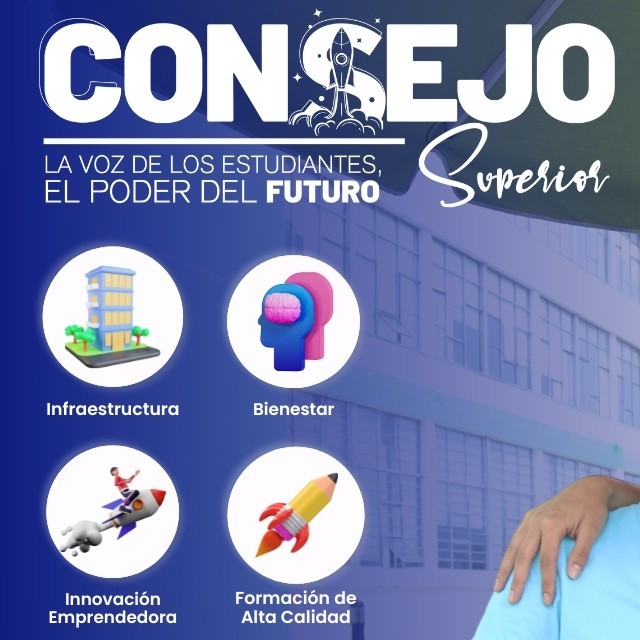 CONSEJO
Superior
LA VOZ DE LOS ESTUDIANTES,
EL PODER DEL FUTURO
Infraestructura
Bienestar
Innovación
Emprendedora
Formación de
Alta Calidad